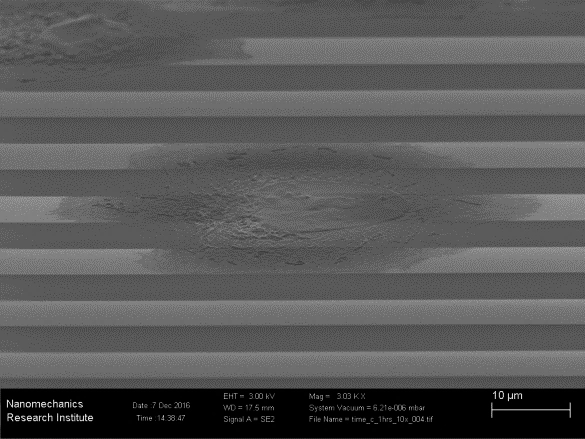 Nanomechanics
Research Institute
Date :7 Dec 2016
Time :14:38:47
EHT = 3.00 kV
WD = 17.5 mm
Signal A = SE2
Mag = 3.03 K X
System Vacuum = 6.21e-006 mbar
File Name = time_c_1hrs_10x_004.tif
10 µm